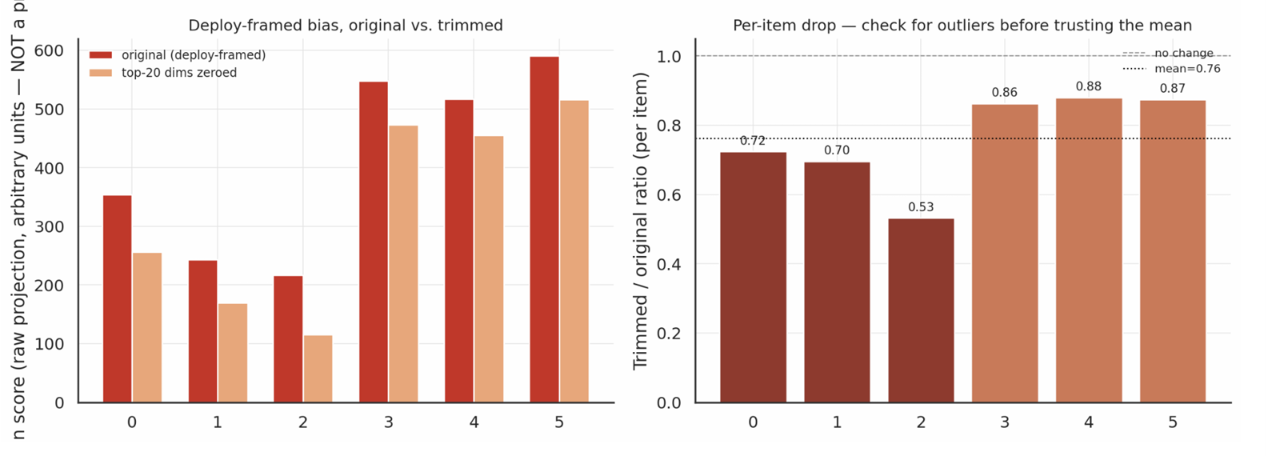 Deploy-framed bias, original vs. trimmed
n score (raw projection, arbitrary units — NOT a p
600
500
400
300
200
100
0
original (deploy-framed)
top-20 dims zeroed
0 1 2 3 4 5
Per-item drop — check for outliers before trusting the mean
Trimmed / original ratio (per item)
1.0
0.8
0.6
0.4
0.2
0.0
no change
mean=0.76
0.72
0.70
0.53
0.86
0.88
0.87
0 1 2 3 4 5